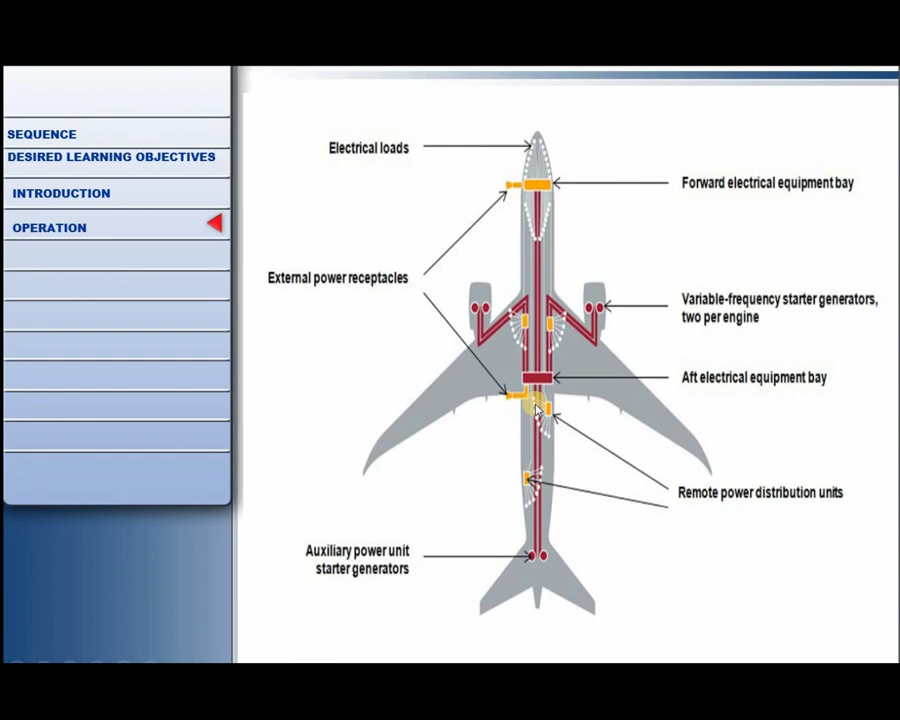 SEQUENCE
DESIRED LEARNING OBJECTIVES
INTRODUCTION
OPERATION
Electrical loads
Forward electrical equipment bay
External power receptacles
Variable-frequency starter generators,
two per engine
Aft electrical equipment bay
Remote power distribution units
Auxiliary power unit
starter generators